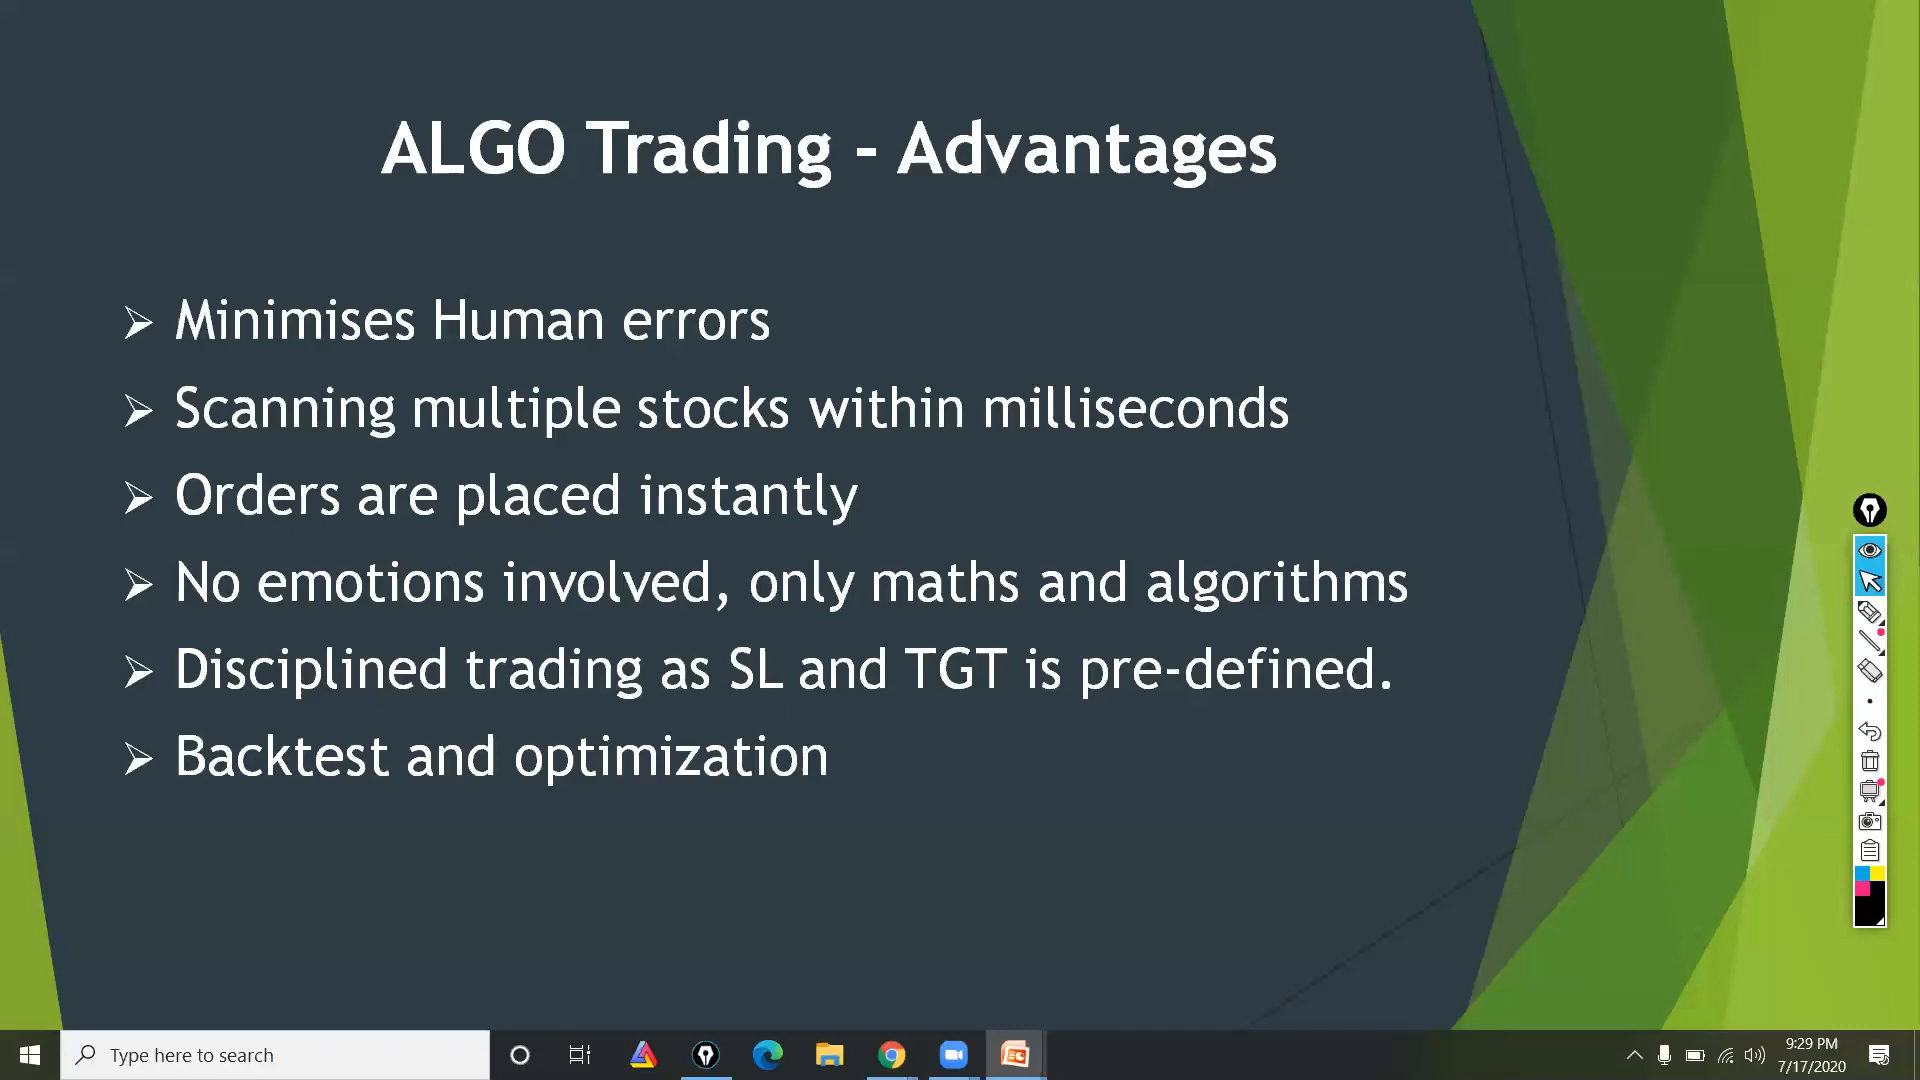 ALGO Trading - Advantages
➢ Minimises Human errors
➢ Scanning multiple stocks within milliseconds
➢ Orders are placed instantly
➢ No emotions involved, only maths and algorithms
➢ Disciplined trading as SL and TGT is pre-defined.
➢ Backtest and optimization
Type here to search
9:29 PM
7/17/2020